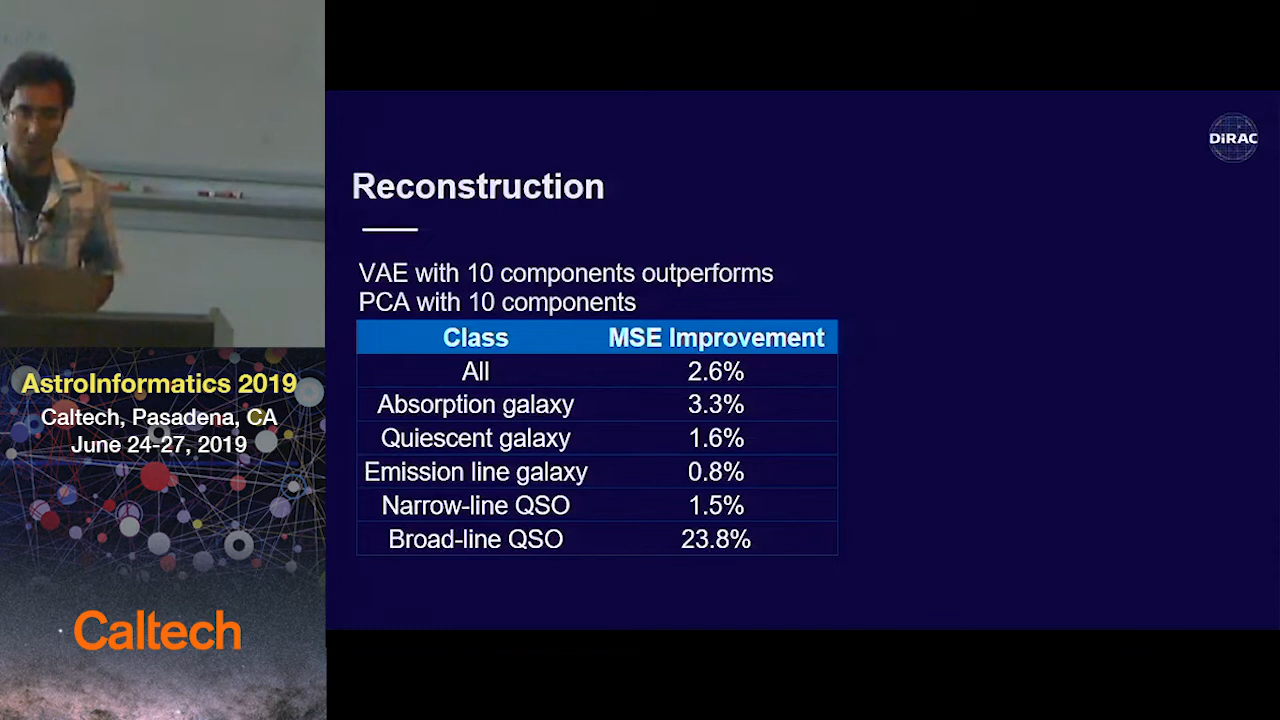 DiRAC
Reconstruction
VAE with 10 components outperforms
PCA with 10 components
Class MSE Improvement
All 2.6%
Absorption galaxy 3.3%
Quiescent galaxy 1.6%
Emission line galaxy 0.8%
Narrow-line QSO 1.5%
Broad-line QSO 23.8%
AstroInformatics 2019
Caltech, Pasadena, CA
June 24-27, 2019
Caltech